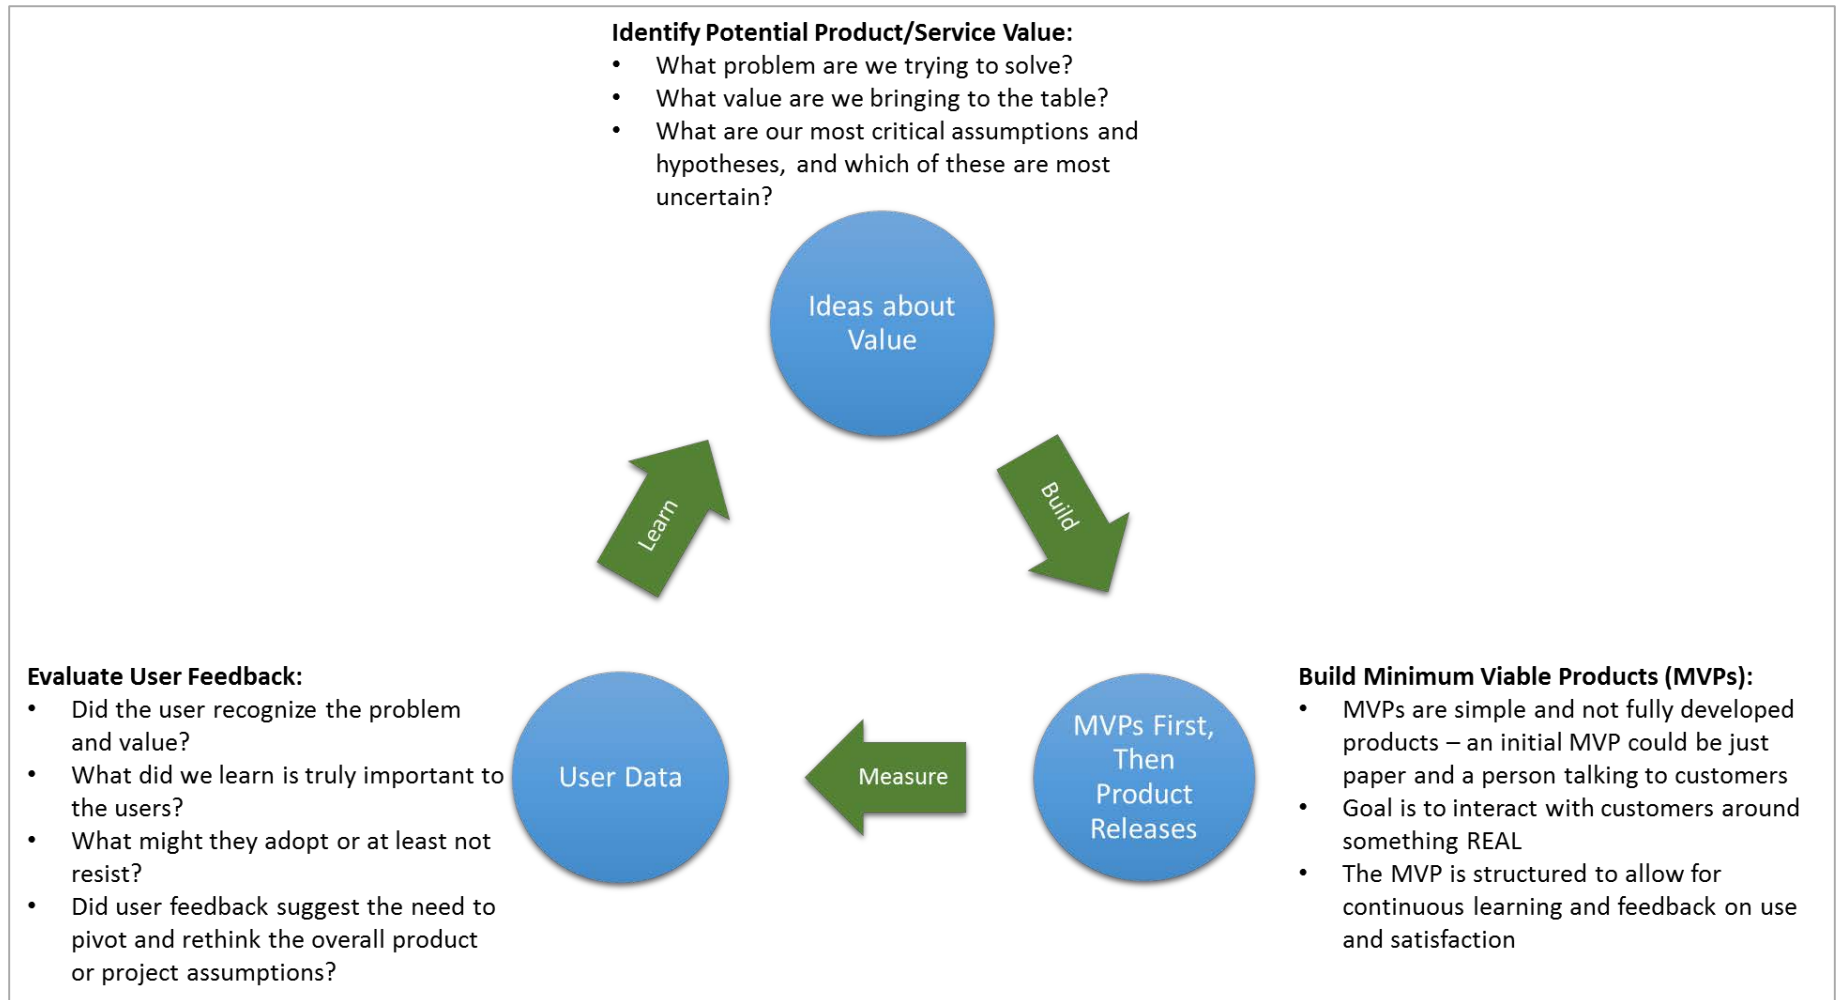 Identify Potential Product/Service Value:
• What problem are we trying to solve?
• What value are we bringing to the table?
• What are our most critical assumptions and
hypotheses, and which of these are most
uncertain?
Ideas about
Value
Build
Learn
Evaluate User Feedback:
• Did the user recognize the problem
and value?
• What did we learn is truly important to
the users?
• What might they adopt or at least not
resist?
• Did user feedback suggest the need to
pivot and rethink the overall product
or project assumptions?
User Data
Measure
MVPs First,
Then
Product
Releases
Build Minimum Viable Products (MVPs):
• MVPs are simple and not fully developed
products – an initial MVP could be just
paper and a person talking to customers
• Goal is to interact with customers around
something REAL
• The MVP is structured to allow for
continuous learning and feedback on use
and satisfaction